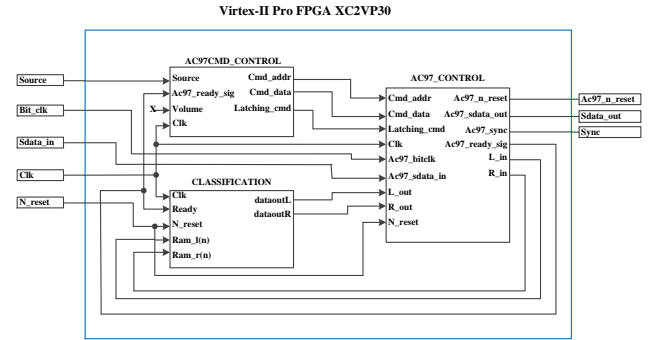 Virtex-II Pro FPGA XC2VP30
Source
Bit_clk
Sdata_in
Clk
N_reset
AC97CMD_CONTROL
Source
Ac97_ready_sig
X
Volume
Clk
Cmd_addr
Cmd_data
Latching_cmd
CLASSIFICATION
Clk
Ready
N_reset
Ram_l(n)
Ram_r(n)
dataoutL
dataoutR
AC97_CONTROL
Cmd_addr
Cmd_data
Latching_cmd
Clk
Ac97_bitclk
Ac97_sdata_in
L_out
R_out
N_reset
Ac97_n_reset
Ac97_sdata_out
Ac97_sync
Ac97_ready_sig
L_in
R_in
Ac97_n_reset
Sdata_out
Sync